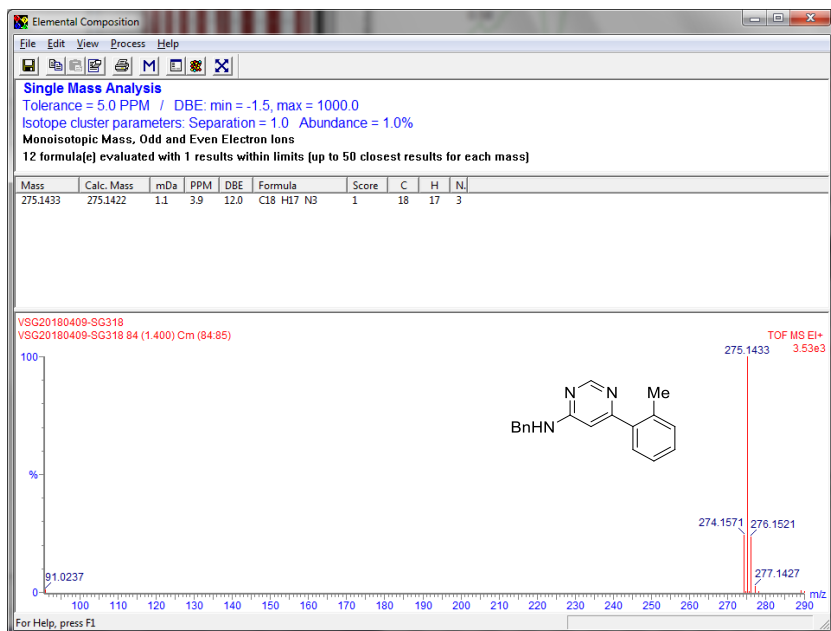 Elemental Composition
File Edit View Process Help
M
Single Mass Analysis
Tolerance = 5.0 PPM / DBE: min = -1.5, max = 1000.0
Isotope cluster parameters: Separation = 1.0 Abundance = 1.0%
Monoisotopic Mass, Odd and Even Electron Ions
12 formula(e) evaluated with 1 results within limits (up to 50 closest results for each mass)
Mass Calc. Mass mDa PPM DBE Formula Score C H N.
275.1433 275.1422 1.1 3.9 12.0 C18 H17 N3 1 18 17 3
VSG20180409-SG318
VSG20180409-SG318 84 (1.400) Cm (84:85)
TOF MS EI+
3.53e3
100
275.1433
N N Me
BnHN
%
274.1571 276.1521
277.1427
91.0237
0
100 110 120 130 140 150 160 170 180 190 200 210 220 230 240 250 260 270 280 290 m/z
For Help, press F1